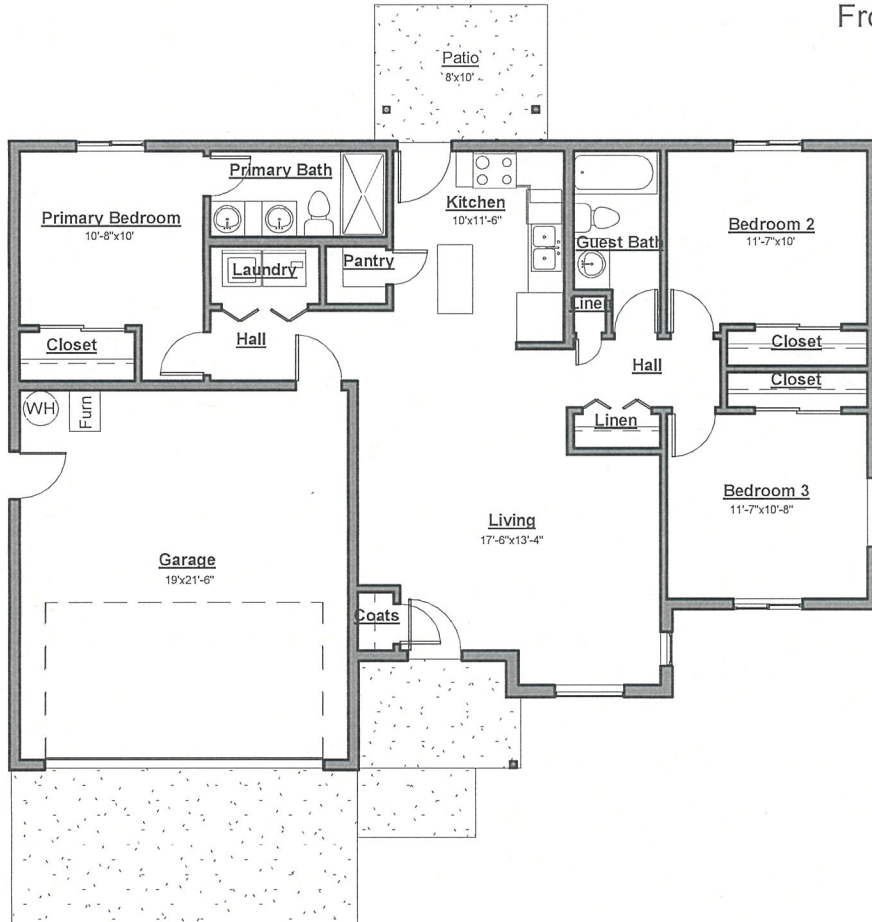 Fro
Patio
8'x10'
Primary Bath
Primary Bedroom
10'-8"x10'
Kitchen
10'x11'-6"
Bedroom 2
11'-7"x10'
Guest Bath
Laundry
Pantry
Linen
Hall
Closet
Closet
Hall
Closet
WH
Furn
Linen
Bedroom 3
11'-7"x10'-8"
Living
17'-6"x13'-4"
Garage
19'x21'-6"
Coats